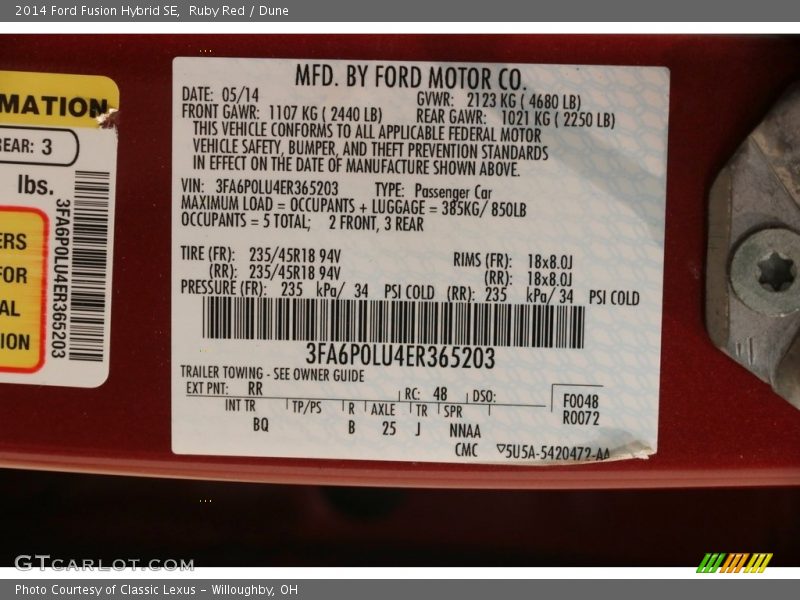 2014 Ford Fusion Hybrid SE,  Ruby Red / Dune
MATION
REAR: 3
lbs.
3FA6P0LU4ER365203
ERS
FOR
AL
ION
MFD. BY FORD MOTOR CO.
DATE: 05/14 GVWR: 2123 KG ( 4680 LB)
FRONT GAWR: 1107 KG ( 2440 LB) REAR GAWR: 1021 KG ( 2250 LB)
THIS VEHICLE CONFORMS TO ALL APPLICABLE FEDERAL MOTOR
VEHICLE SAFETY, BUMPER, AND THEFT PREVENTION STANDARDS
IN EFFECT ON THE DATE OF MANUFACTURE SHOWN ABOVE.
VIN: 3FA6P0LU4ER365203 TYPE: Passenger Car
MAXIMUM LOAD = OCCUPANTS + LUGGAGE = 385KG/ 850LB
OCCUPANTS = 5 TOTAL; 2 FRONT, 3 REAR
TIRE (FR): 235/45R18 94V RIMS (FR): 18x8.0J
(RR): 235/45R18 94V (RR): 18x8.0J
PRESSURE (FR): 235 kPa/ 34 PSI COLD (RR): 235 kPa/ 34 PSI COLD
3FA6P0LU4ER365203
TRAILER TOWING - SEE OWNER GUIDE
EXT PNT: RR RC: 48 DSO: F0048
INT TR TP/PS R AXLE TR SPR R0072
BQ B 25 J NNAA
CMC ▽5U5A-5420472-AA
GTCARLOT.COM
Photo Courtesy of Classic Lexus - Willoughby, OH